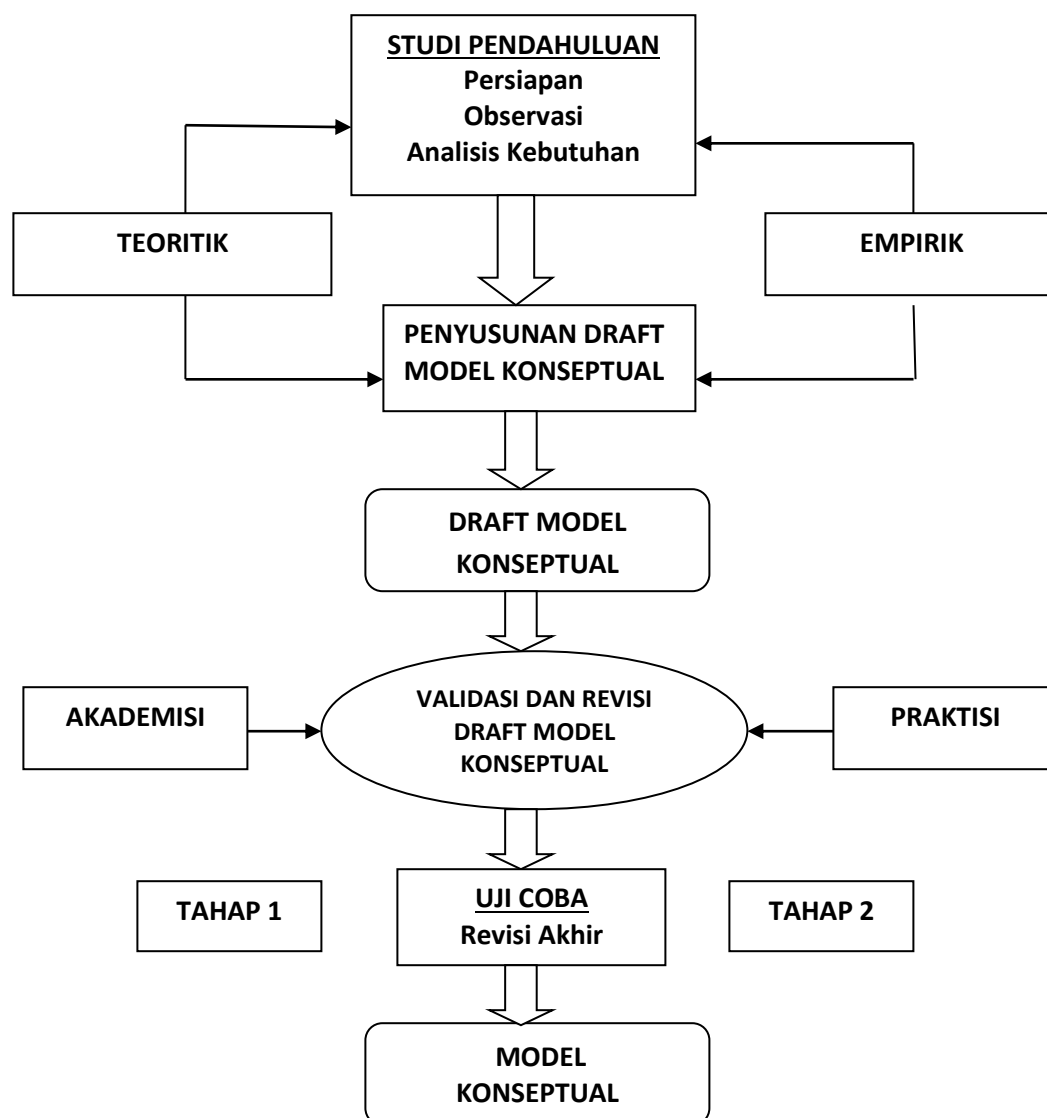 STUDI PENDAHULUAN
Persiapan
Observasi
Analisis Kebutuhan
TEORITIK
EMPIRIK
PENYUSUNAN DRAFT
MODEL KONSEPTUAL
DRAFT MODEL
KONSEPTUAL
AKADEMISI
VALIDASI DAN REVISI
DRAFT MODEL
KONSEPTUAL
PRAKTISI
TAHAP 1
UJI COBA
Revisi Akhir
TAHAP 2
MODEL
KONSEPTUAL